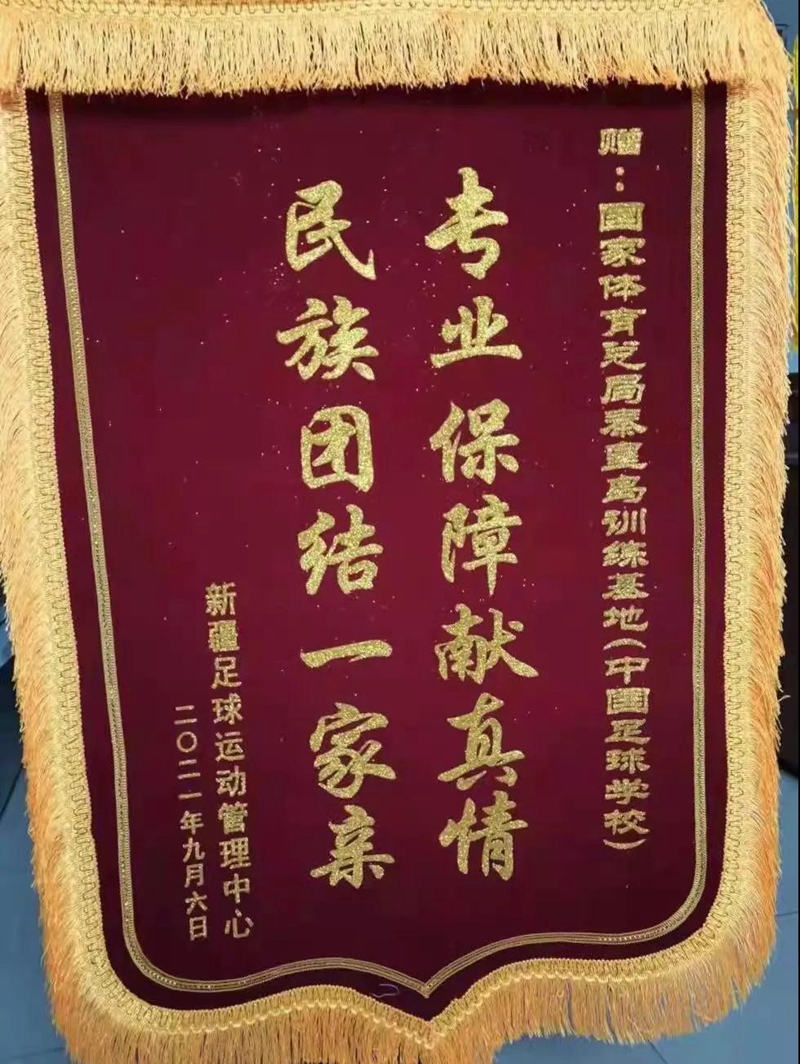 赠：国家体育总局秦皇岛训练基地（中国足球学校）
专业保障献真情
民族团结一家亲
新疆足球运动管理中心
二〇二一年九月六日